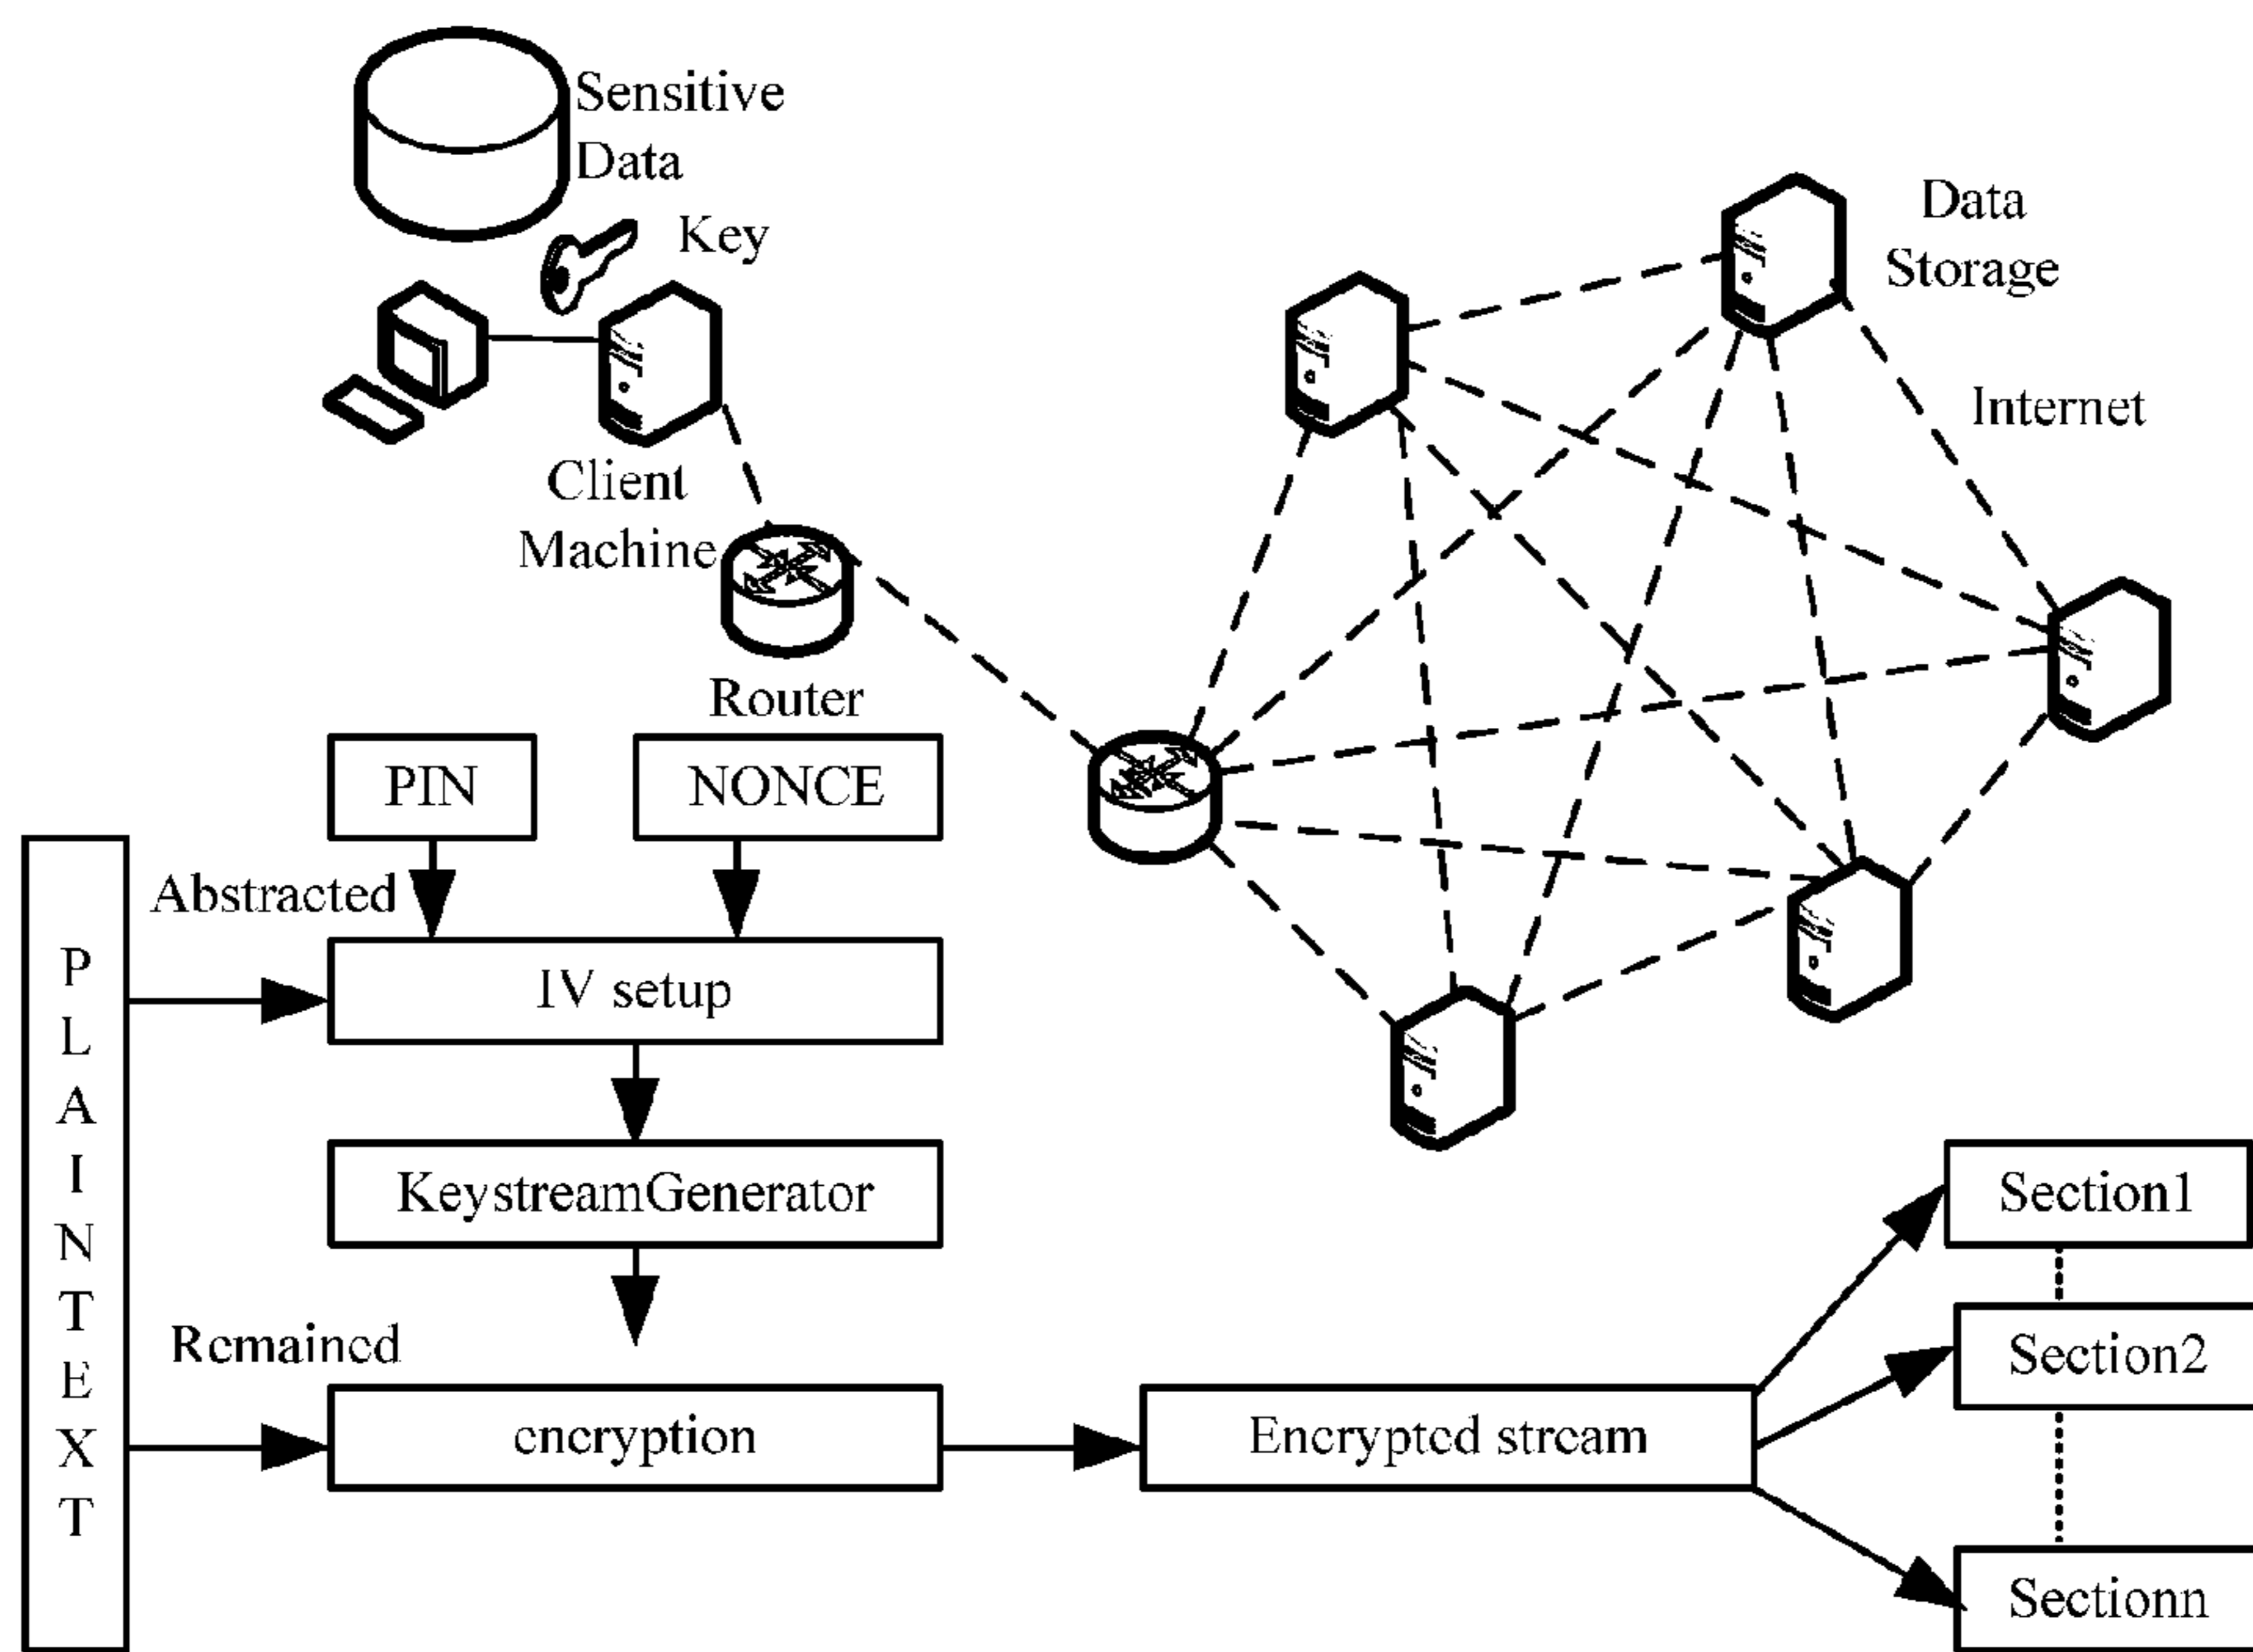 Sensitive
Data
Key
Client
Machine
Router
Data
Storage
Internet
PIN
NONCE
Abstracted
IV setup
PLAINTEXT
KeystreamGenerator
Remained
encryption
Encrypted stream
Section1
Section2
Sectionn